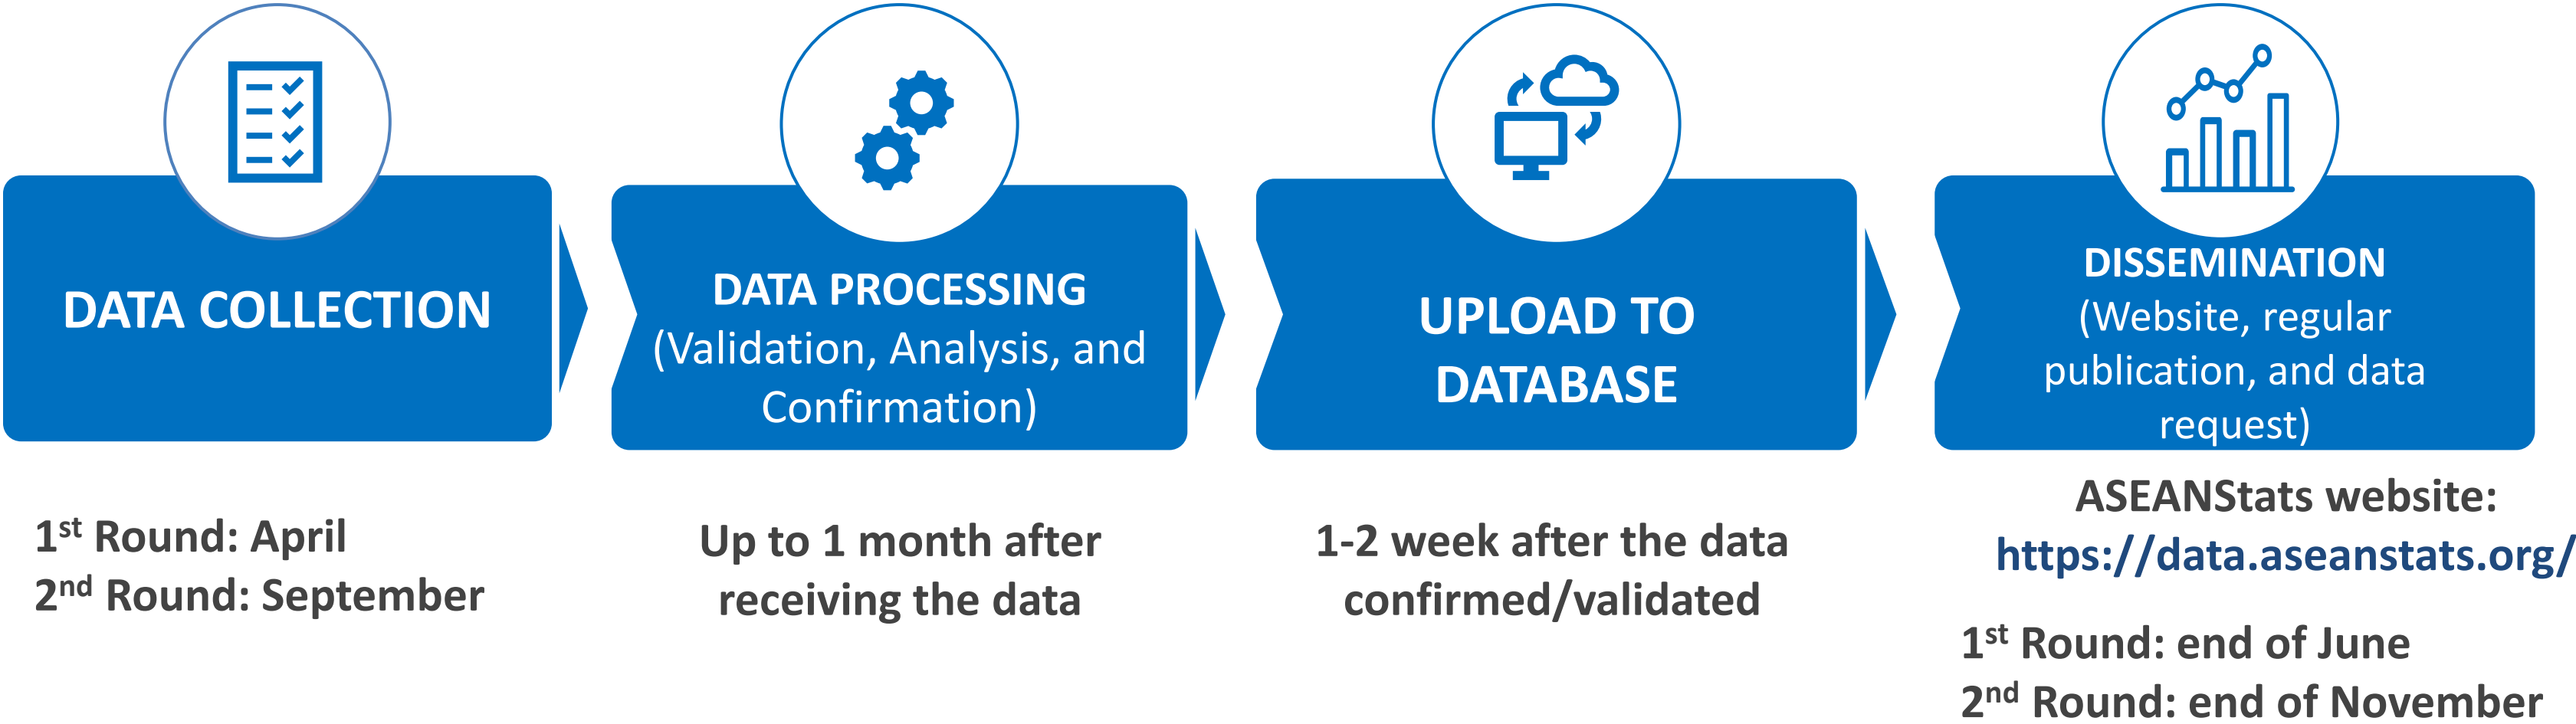 DATA COLLECTION
1st Round: April
2nd Round: September
DATA PROCESSING
(Validation, Analysis, and
Confirmation)
Up to 1 month after
receiving the data
UPLOAD TO
DATABASE
1-2 week after the data
confirmed/validated
DISSEMINATION
(Website, regular
publication, and data
request)
ASEANStats website:
https://data.aseanstats.org/
1st Round: end of June
2nd Round: end of November